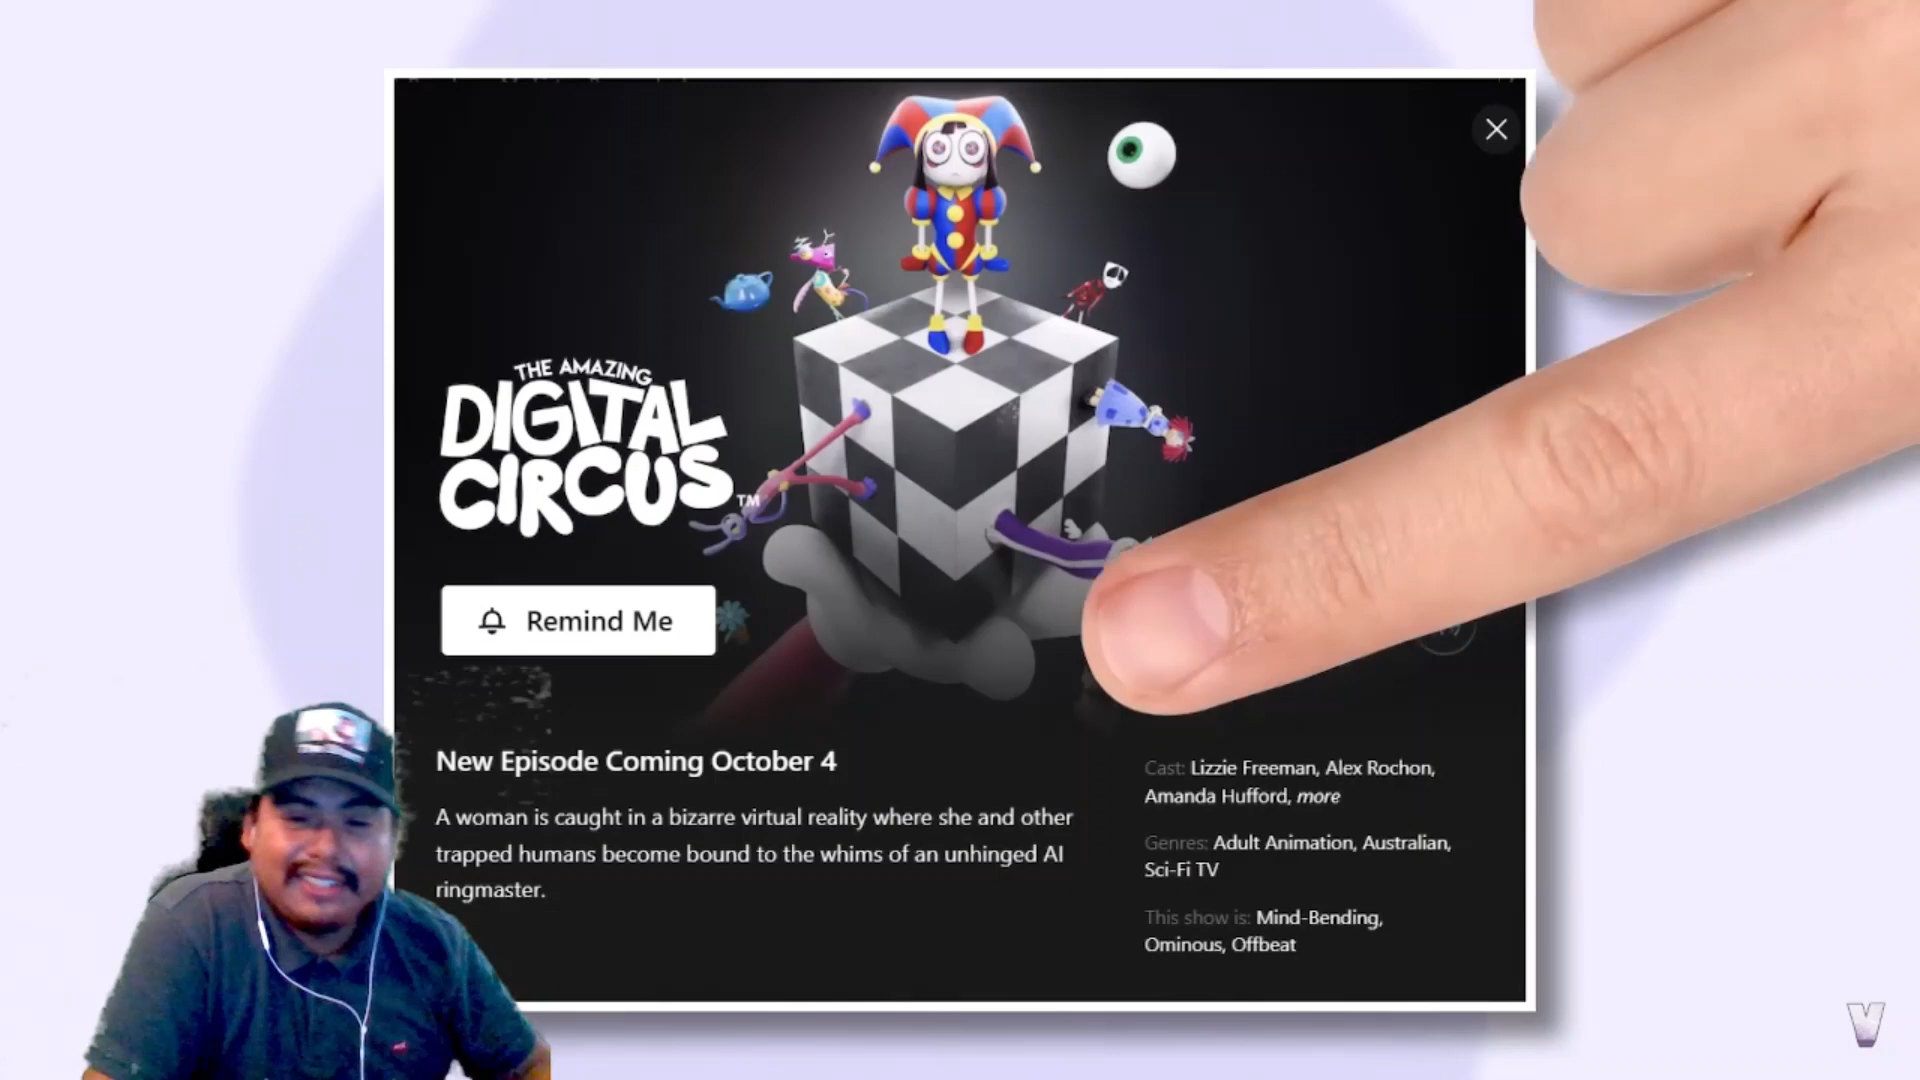 THE AMAZING
DIGITAL
CIRCUS™
Remind Me
New Episode Coming October 4
A woman is caught in a bizarre virtual reality where she and other
trapped humans become bound to the whims of an unhinged AI
ringmaster.
Cast: Lizzie Freeman, Alex Rochon,
Amanda Hufford, more
Genres: Adult Animation, Australian,
Sci-Fi TV
This show is: Mind-Bending,
Ominous, Offbeat
V